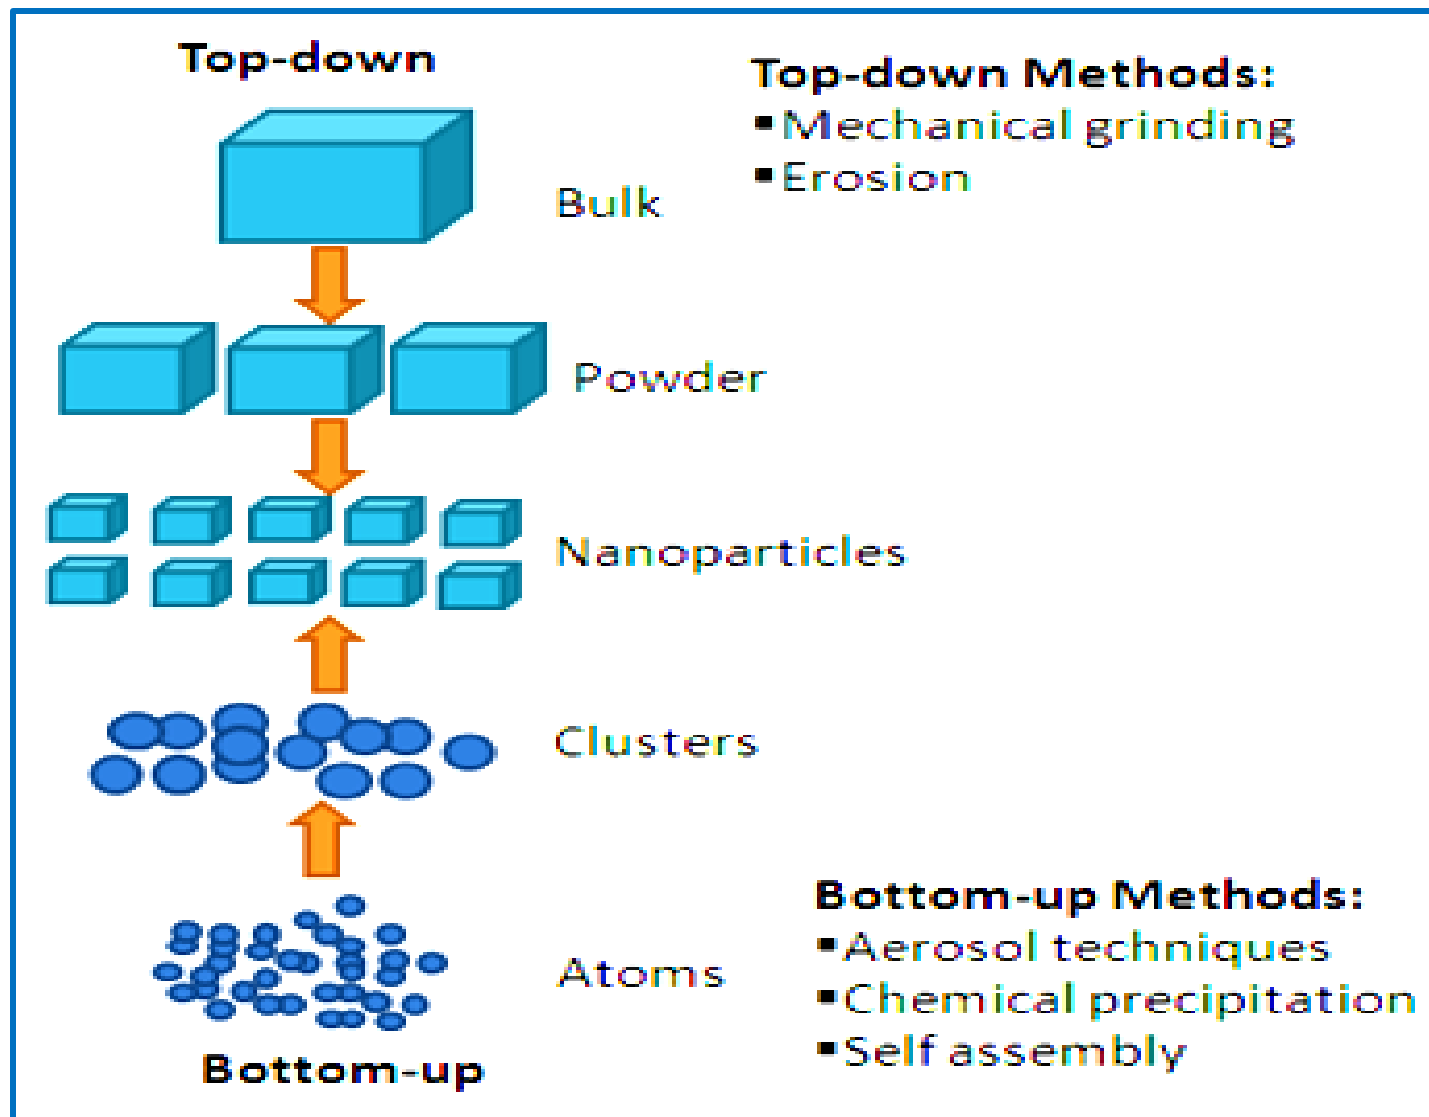 Top-down
Bulk
Powder
Nanoparticles
Clusters
Atoms
Bottom-up
Top-down Methods:
▪Mechanical grinding
▪Erosion
Bottom-up Methods:
▪Aerosol techniques
▪Chemical precipitation
▪Self assembly